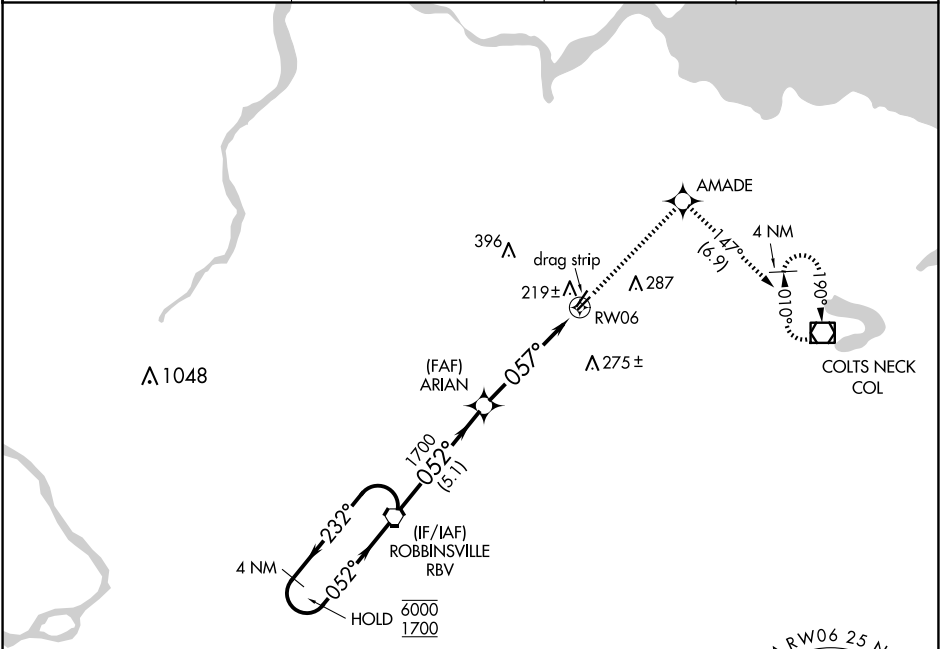 AMADE
147°
(6.9)
4 NM
190°
010°
COLTS NECK
COL
396
drag strip
219±
287
RW06
275±
1048
(FAF)
ARIAN
057°
1700
052°
(5.1)
232°
(IF/IAF)
ROBBINSVILLE
RBV
4 NM
052°
HOLD
6000
1700
RW06 25 N